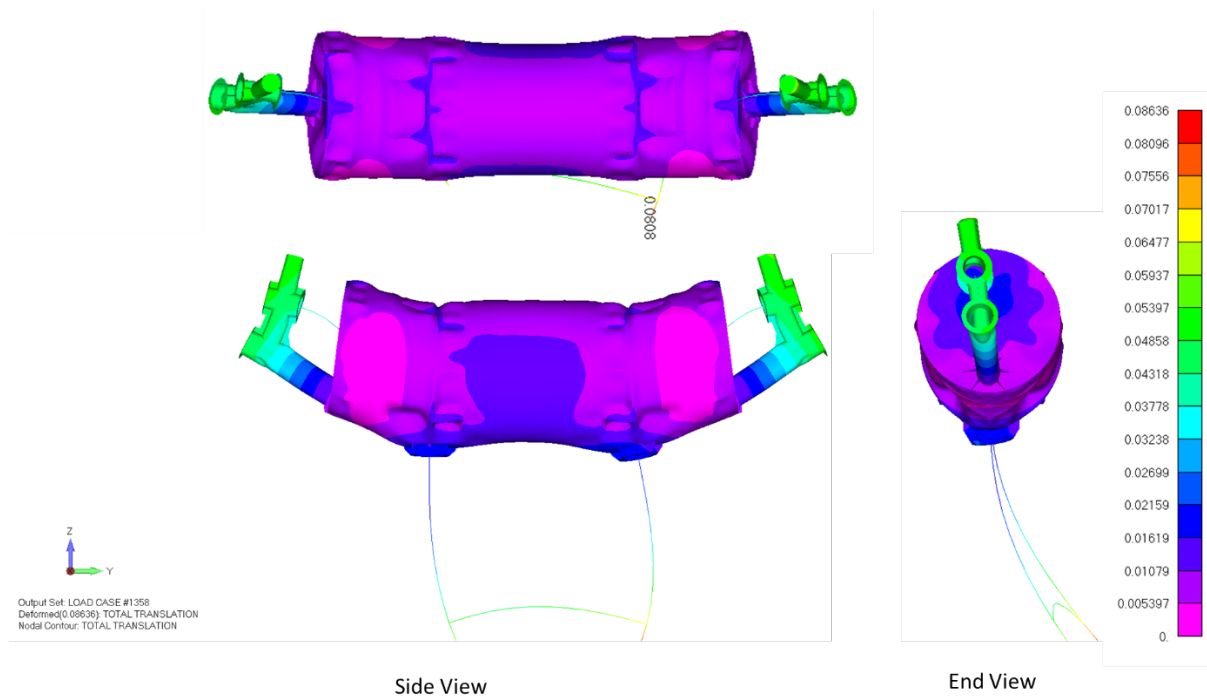 0.0808
0.08636
0.08096
0.07556
0.07017
0.06477
0.05937
0.05397
0.04858
0.04318
0.03778
0.03238
0.02699
0.02159
0.01619
0.01079
0.005397
0.
Z
Y
Output Set: LOAD CASE #1358
Deformed(0.08636): TOTAL TRANSLATION
Nodal Contour: TOTAL TRANSLATION
Side View
End View